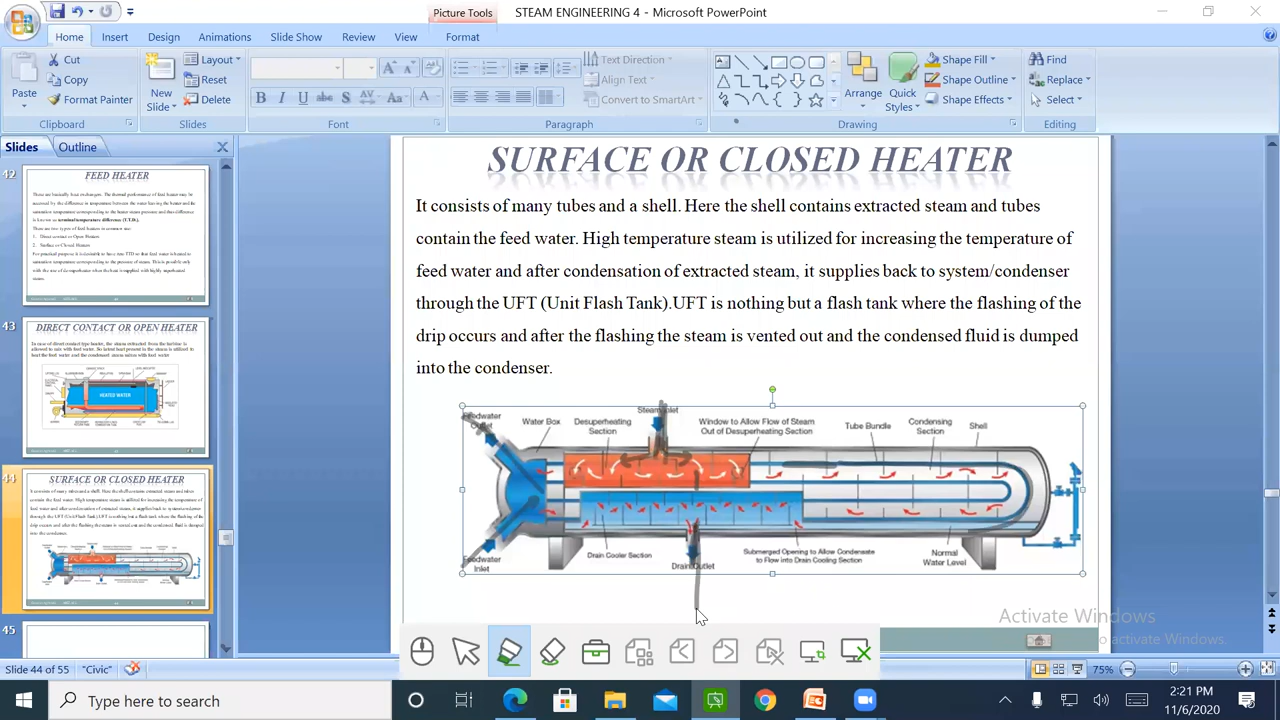 Picture Tools
STEAM ENGINEERING 4 - Microsoft PowerPoint
Home
Insert
Design
Animations
Slide Show
Review
View
Format
Paste
Cut
Copy
Format Painter
Clipboard
New
Slide
Layout
Reset
Delete
Slides
B I U abe S AV Aa A
Font
Text Direction
Align Text
Convert to SmartArt
Paragraph
Arrange
Quick
Styles
Shape Fill
Shape Outline
Shape Effects
Drawing
Find
Replace
Select
Editing
Slides
Outline
42
FEED HEATER
43
DIRECT CONTACT OR OPEN HEATER
HEATED WATER
44
SURFACE OR CLOSED HEATER
45
SURFACE OR CLOSED HEATER
It consists of many tubes and a shell. Here the shell contains extracted steam and tubes
containing feed water. High temperature steam is utilized for increasing the temperature of
feed water and after condensation of extracted steam, it supplies back to system/condenser
through the UFT (Unit Flash Tank).UFT is nothing but a flash tank where the flashing of the
drip occurs and after the flushing the steam is vented out and the condensed fluid is dumped
into the condenser.
Feedwater
Outlet
Water Box
Desuperheating
Section
Steam Inlet
Window to Allow Flow of Steam
Out of Desuperheating Section
Tube Bundle
Condensing
Section
Shell
Feedwater
Inlet
Drain Cooler Section
Drain Outlet
Submerged Opening to Allow Condensate
to Flow into Drain Cooling Section
Normal
Water Level
Activate Windows
to activate Windows.
Slide 44 of 55
"Civic"
75%
Type here to search
2:21 PM
11/6/2020